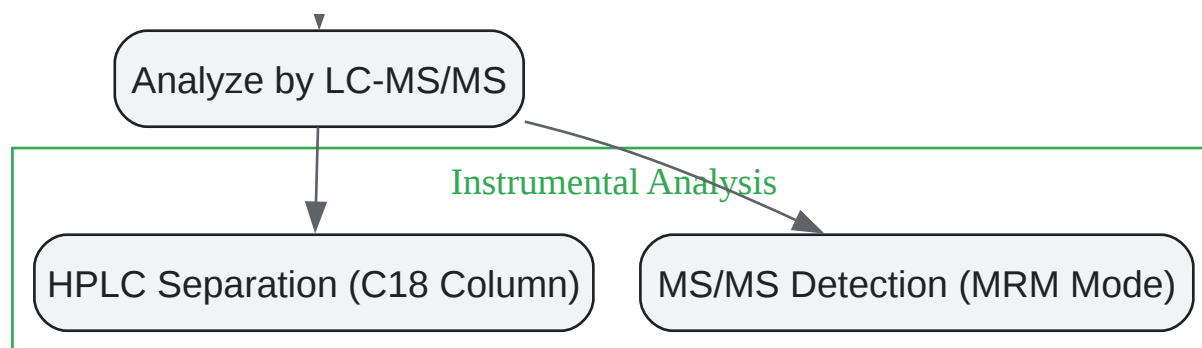 Analyze by LC-MS/MS
Instrumental Analysis
HPLC Separation (C18 Column)
MS/MS Detection (MRM Mode)